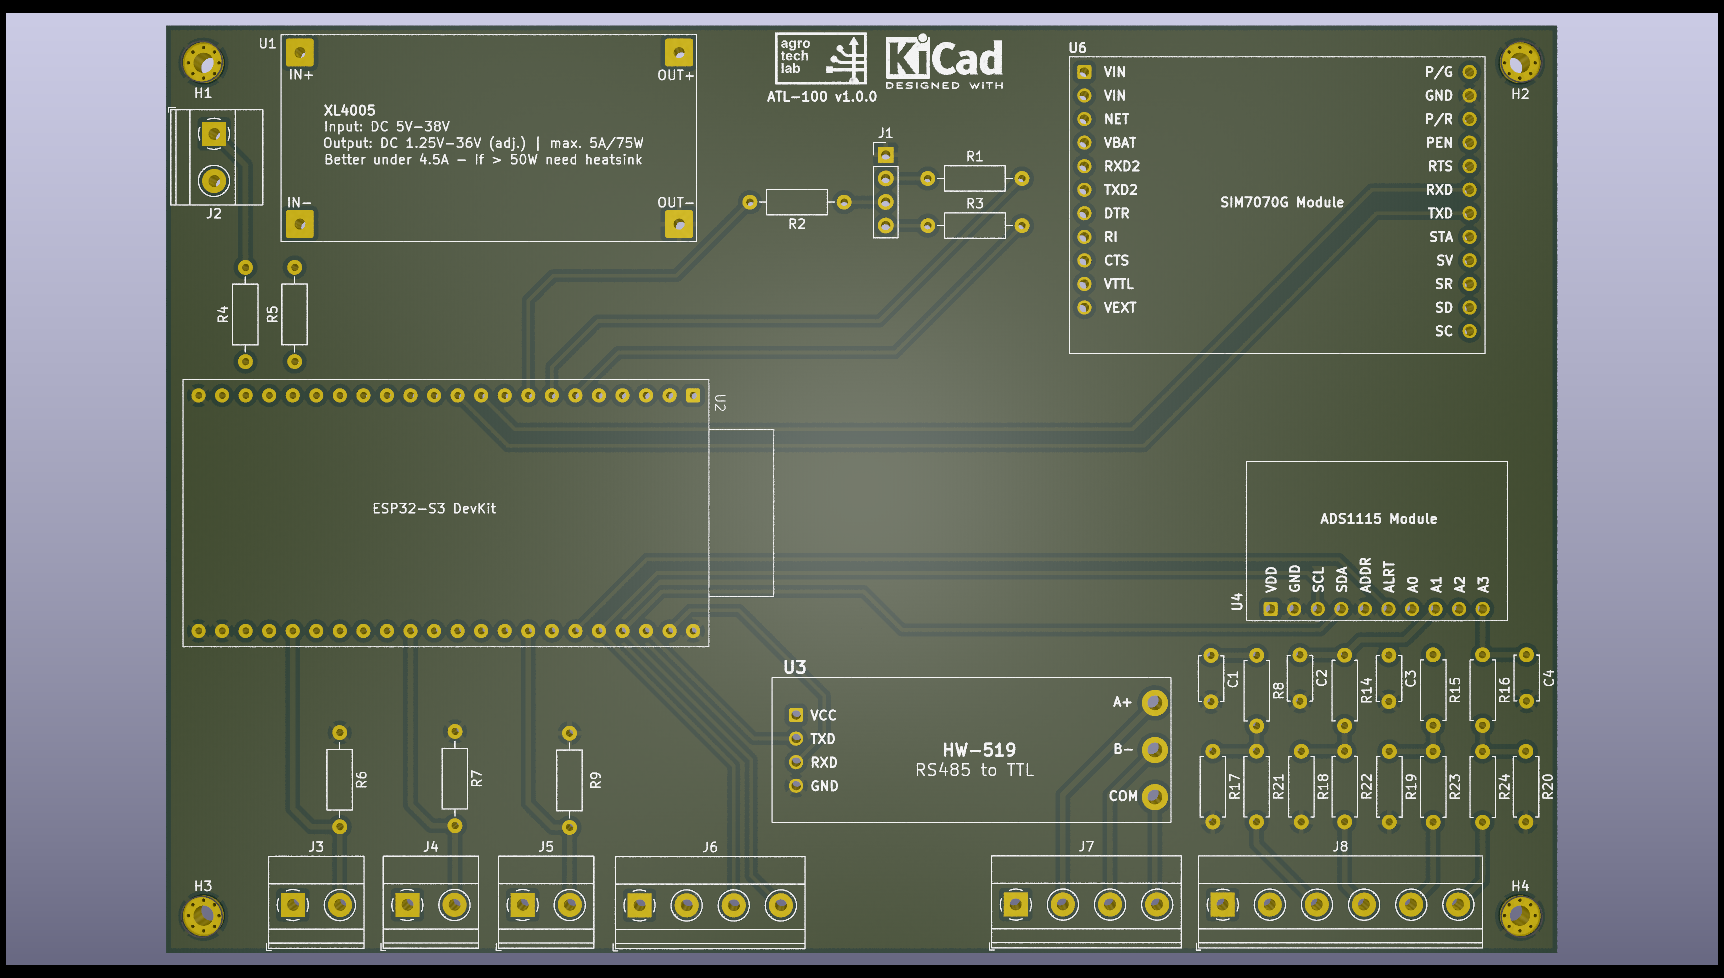 U1
IN+
OUT+
XL4005
Input: DC 5V-38V
Output: DC 1.25V-36V (adj.) | max. 5A/75W
Better under 4.5A - if > 50W need heatsink
IN-
OUT-
H1
J2
agro
tech
lab
KiCad
DESIGNED WITH
ATL-100 v1.0.0
J1
R1
R3
R2
U6
VIN
VIN
NET
VBAT
RXD2
TXD2
DTR
RI
CTS
VTTL
VEXT
SIM7070G Module
P/G
GND
P/R
PEN
RTS
RXD
TXD
STA
SV
SR
SD
SC
H2
R4
R5
U2
ESP32-S3 DevKit
ADS1115 Module
VDD
GND
SCL
SDA
ADDR
ALRT
A0
A1
A2
A3
U4
U3
VCC
TXD
RXD
GND
HW-519
RS485 to TTL
A+
B-
COM
C1
R8
C2
R14
C3
R15
R16
C4
R17
R21
R18
R22
R19
R23
R24
R20
R6
R7
R9
H3
J3
J4
J5
J6
J7
J8
H4